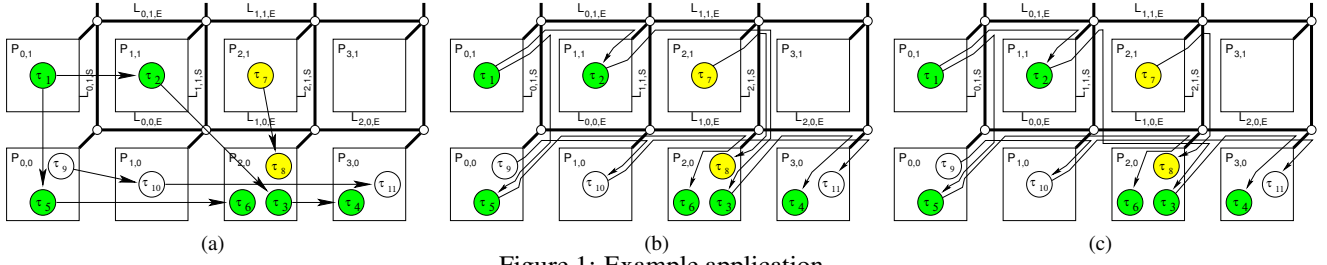 L0,1,E L1,1,E
P0,1 P1,1 P2,1 P3,1
τ1 τ2 τ7
L0,1,S L1,1,S L2,1,S
L0,0,E L1,0,E L2,0,E
P0,0 P1,0 P2,0 P3,0
τ9 τ10 τ8 τ11
τ5 τ6 τ3 τ4
(a)
L0,1,E L1,1,E
P0,1 P1,1 P2,1 P3,1
τ1 τ2 τ7
L0,1,S L1,1,S L2,1,S
L0,0,E L1,0,E L2,0,E
P0,0 P1,0 P2,0 P3,0
τ9 τ10 τ8 τ11
τ5 τ6 τ3 τ4
(b)
L0,1,E L1,1,E
P0,1 P1,1 P2,1 P3,1
τ1 τ2 τ7
L0,1,S L1,1,S L2,1,S
L0,0,E L1,0,E L2,0,E
P0,0 P1,0 P2,0 P3,0
τ9 τ10 τ8 τ11
τ5 τ6 τ3 τ4
(c)
Figure 1: Example application